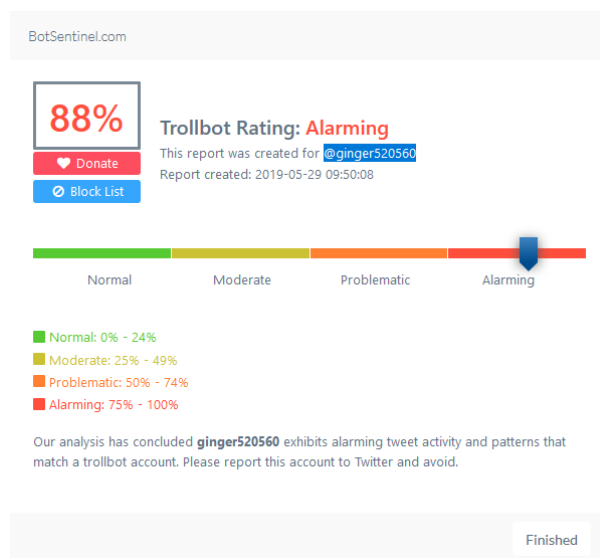 BotSentinel.com
88%
Donate
Block List
Trollbot Rating: Alarming
This report was created for @ginger520560
Report created: 2019-05-29 09:50:08
Normal Moderate Problematic Alarming
Normal: 0% - 24%
Moderate: 25% - 49%
Problematic: 50% - 74%
Alarming: 75% - 100%
Our analysis has concluded ginger520560 exhibits alarming tweet activity and patterns that
match a trollbot account. Please report this account to Twitter and avoid.
Finished